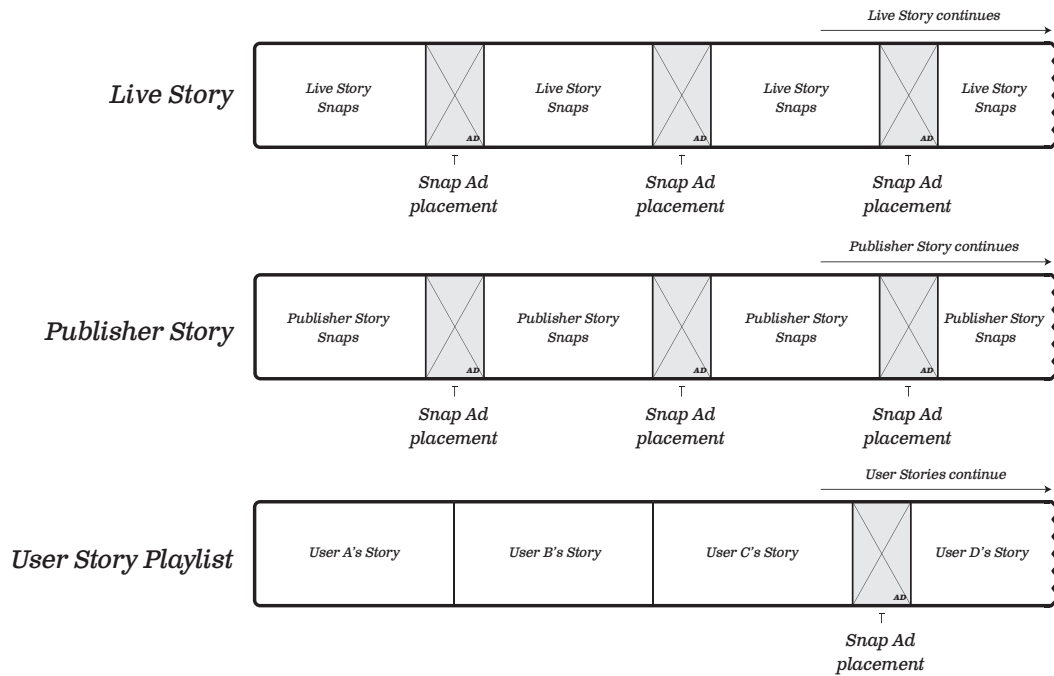 Live Story continues
Live Story
Live Story
Snaps
AD
Live Story
Snaps
AD
Live Story
Snaps
AD
Live Story
Snaps
Snap Ad
placement
Snap Ad
placement
Snap Ad
placement
Publisher Story continues
Publisher Story
Publisher Story
Snaps
AD
Publisher Story
Snaps
AD
Publisher Story
Snaps
AD
Publisher Story
Snaps
Snap Ad
placement
Snap Ad
placement
Snap Ad
placement
User Stories continue
User Story Playlist
User A's Story
User B's Story
User C's Story
AD
User D's Story
Snap Ad
placement